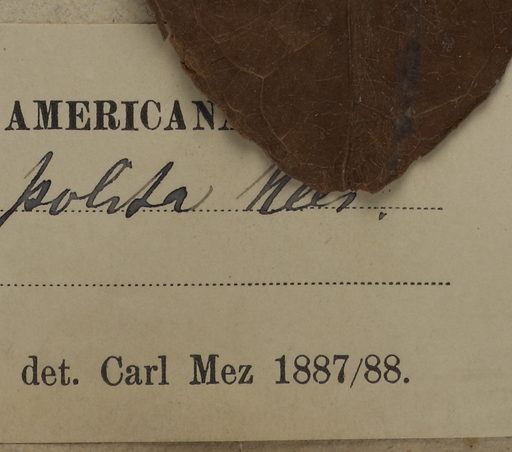 AMERICANA
polita Nees.
det. Carl Mez 1887/88.